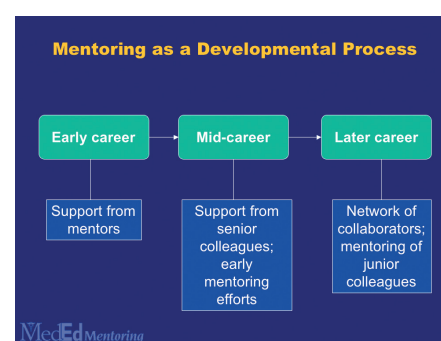 Mentoring as a Developmental Process
Early career
Mid-career
Later career
Support from
mentors
Support from
senior
colleagues;
early
mentoring
efforts
Network of
collaborators;
mentoring of
junior
colleagues
MedEd Mentoring